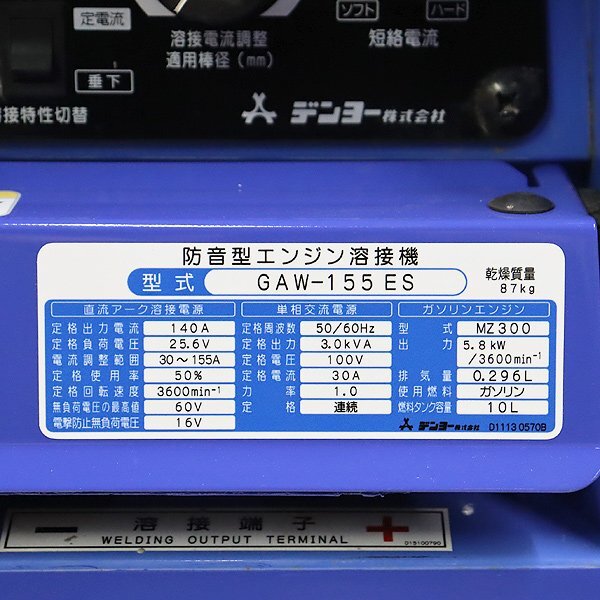 定電流
垂下
接特性切替
溶接電流調整
適用棒径(mm)
ソフト ハード
短絡電流
デンヨー株式会社
防音型エンジン溶接機
型式 GAW-155ES
乾燥質量
87kg
直流アーク溶接電源
定格出力電流 140A
定格負荷電圧 25.6V
電流調整範囲 30~155A
定格使用率 50%
定格回転速度 3600min⁻¹
無負荷電圧の最高値 60V
電撃防止無負荷電圧 16V
単相交流電源
定格周波数 50/60Hz
定格出力 3.0kVA
定格電圧 100V
定格電流 30A
力率 1.0
定格 連続
ガソリンエンジン
型式 MZ300
出力 5.8kW
/3600min⁻¹
排気量 0.296L
使用燃料 ガソリン
燃料タンク容量 10L
デンヨー株式会社 D11130570B
− 溶接端子 +
WELDING OUTPUT TERMINAL
D15100790